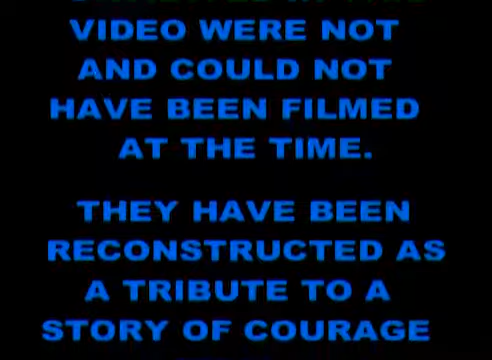 VIDEO WERE NOT
AND COULD NOT
HAVE BEEN FILMED
AT THE TIME.
THEY HAVE BEEN
RECONSTRUCTED AS
A TRIBUTE TO A
STORY OF COURAGE